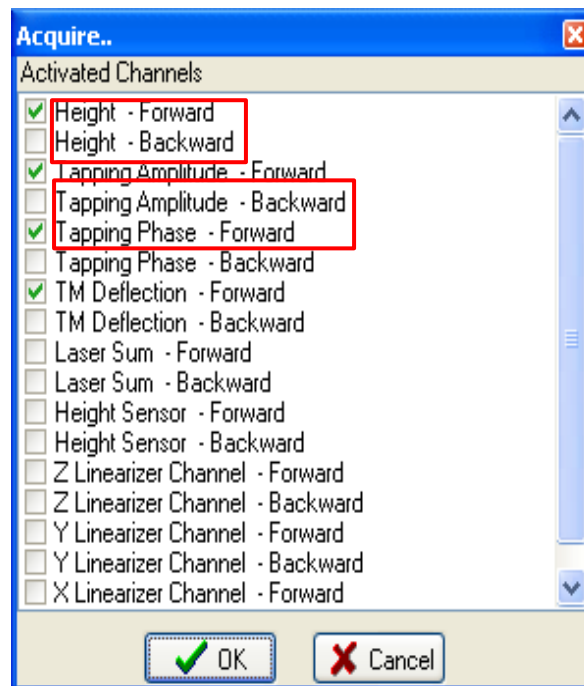 Acquire..
Activated Channels
Height - Forward
Height - Backward
Tapping Amplitude - Forward
Tapping Amplitude - Backward
Tapping Phase - Forward
Tapping Phase - Backward
TM Deflection - Forward
TM Deflection - Backward
Laser Sum - Forward
Laser Sum - Backward
Height Sensor - Forward
Height Sensor - Backward
Z Linearizer Channel - Forward
Z Linearizer Channel - Backward
Y Linearizer Channel - Forward
Y Linearizer Channel - Backward
X Linearizer Channel - Forward
OK Cancel